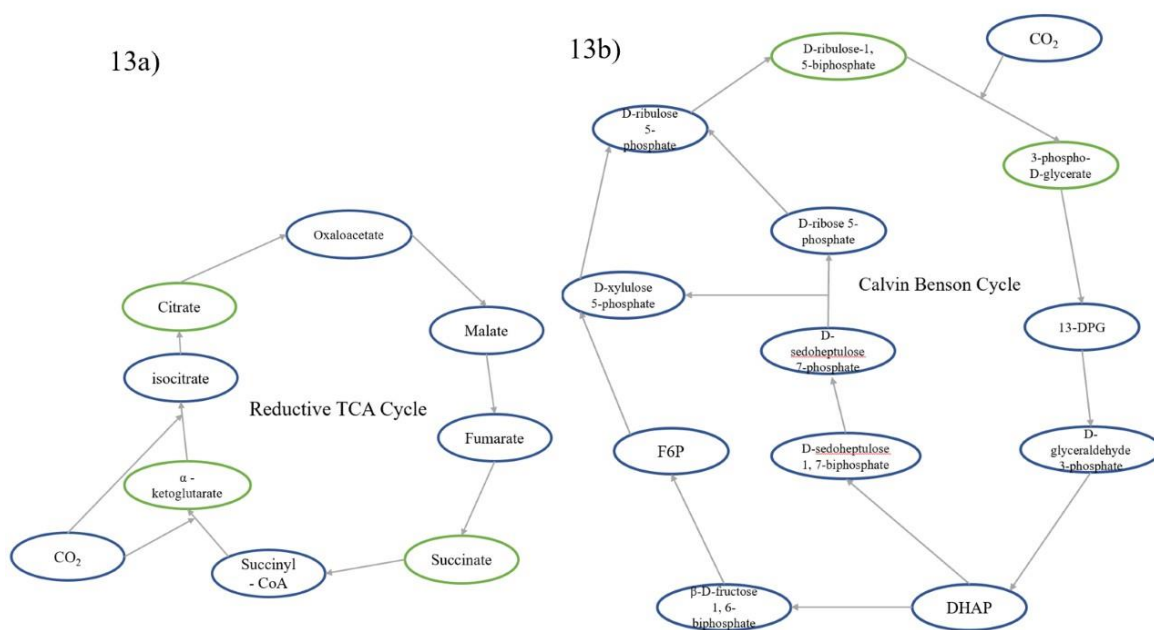 13a)
Oxaloacetate
Citrate
Malate
isocitrate
Reductive TCA Cycle
Fumarate
α -
ketoglutarate
CO₂
Succinyl
- CoA
Succinate
13b)
D-ribulose-1,
5-biphosphate
CO₂
D-ribulose
5-
phosphate
3-phospho-
D-glycerate
D-ribose 5-
phosphate
D-xylulose
5-phosphate
Calvin Benson Cycle
13-DPG
D-
sedoheptulose
7-phosphate
F6P
D-sedoheptulose
1, 7-biphosphate
D-
glyceraldehyde
3-phosphate
β-D-fructose
1, 6-
biphosphate
DHAP